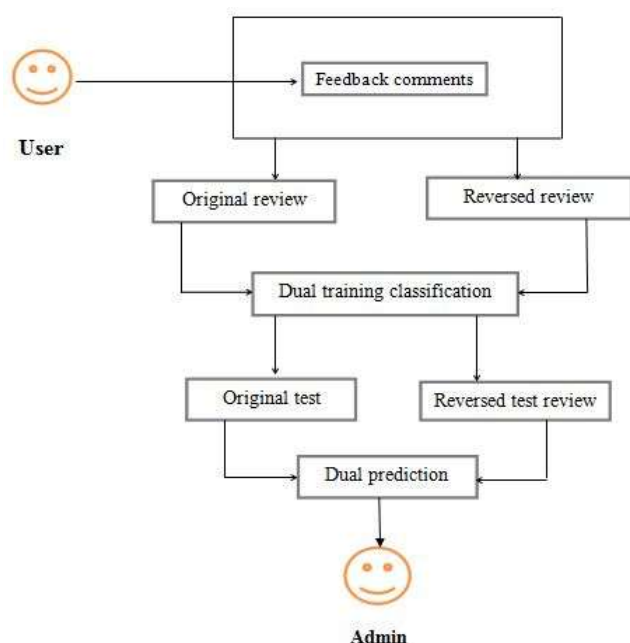 Feedback comments
User
Original review
Reversed review
Dual training classification
Original test
Reversed test review
Dual prediction
Admin